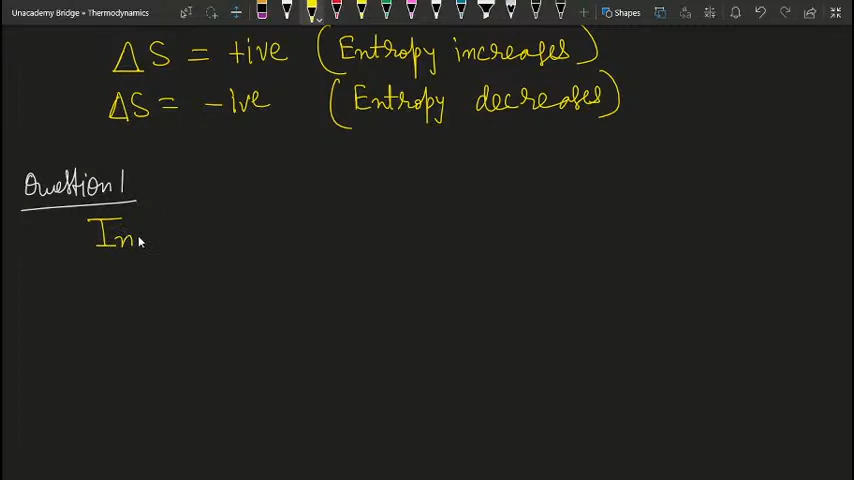 Unacademy Bridge • Thermodynamics
Shapes
ΔS = +ive (Entropy increases)
ΔS = -ive (Entropy decreases)
Question 1
In